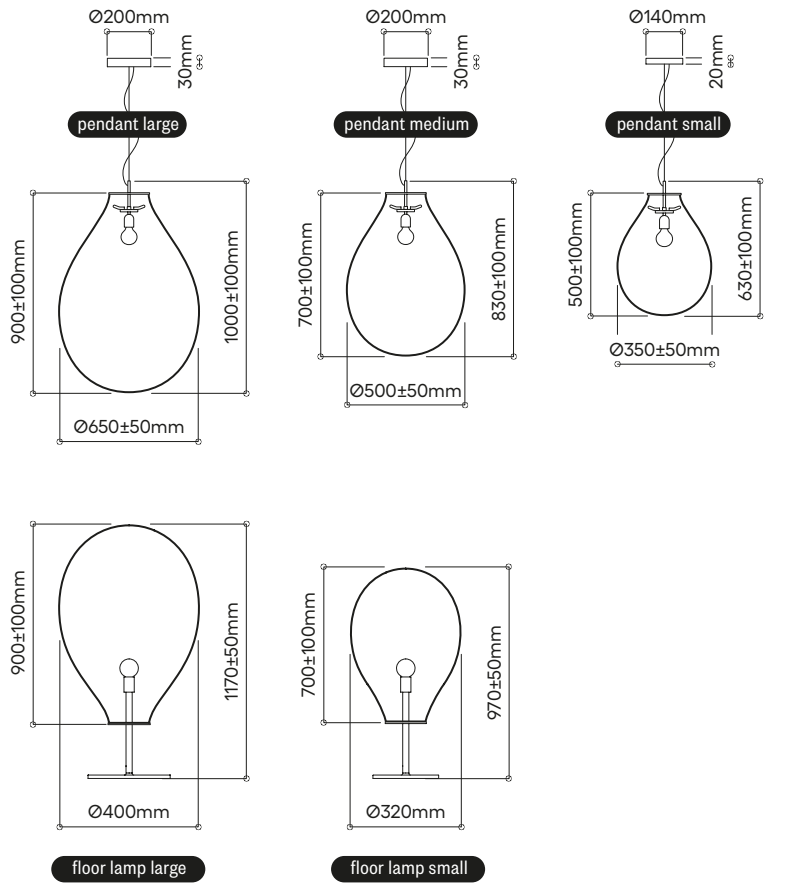 Ø200mm
30mm
pendant large
900±100mm
1000±100mm
Ø650±50mm
Ø200mm
30mm
pendant medium
700±100mm
830±100mm
Ø500±50mm
Ø140mm
20mm
pendant small
500±100mm
630±100mm
Ø350±50mm
900±100mm
1170±50mm
Ø400mm
floor lamp large
700±100mm
970±50mm
Ø320mm
floor lamp small